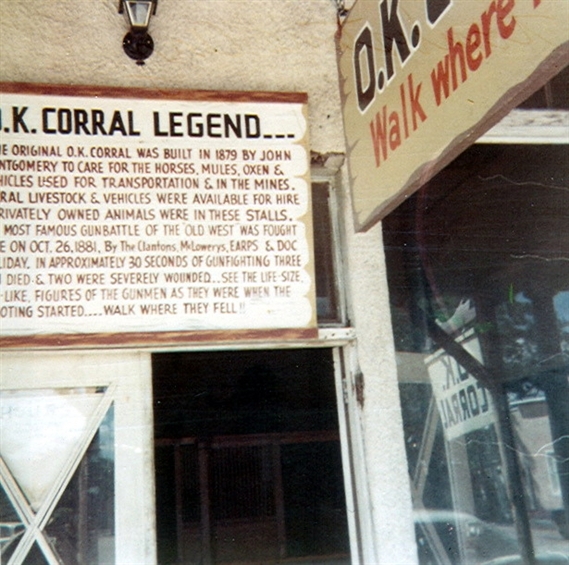 .K. CORRAL LEGEND...
E ORIGINAL O.K. CORRAL WAS BUILT IN 1879 BY JOHN
NTGOMERY TO CARE FOR THE HORSES, MULES, OXEN &
HICLES USED FOR TRANSPORTATION & IN THE MINES.
RAL LIVESTOCK & VEHICLES WERE AVAILABLE FOR HIRE
RIVATELY OWNED ANIMALS WERE IN THESE STALLS.
MOST FAMOUS GUNBATTLE OF THE 'OLD WEST' WAS FOUGHT
E ON OCT. 26, 1881, By The Clantons, McLowerys, EARPS & DOC
LIDAY. IN APPROXIMATELY 30 SECONDS OF GUNFIGHTING THREE
DIED & TWO WERE SEVERELY WOUNDED.. SEE THE LIFE-SIZE,
-LIKE, FIGURES OF THE GUNMEN AS THEY WERE WHEN THE
OTING STARTED.... WALK WHERE THEY FELL!!
O.K.
Walk where
O.K.
CORRAL